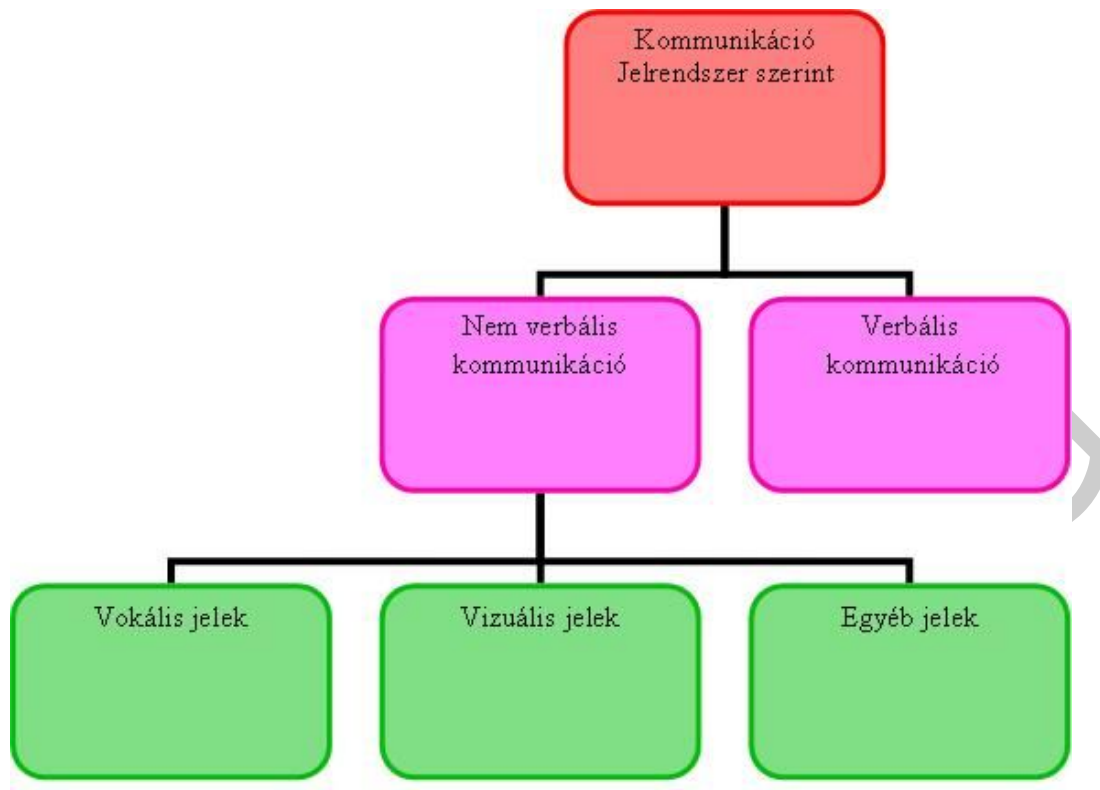 Kommunikáció
Jelrendszer szerint
Nem verbális
kommunikáció
Verbális
kommunikáció
Vokális jelek
Vizuális jelek
Egyéb jelek